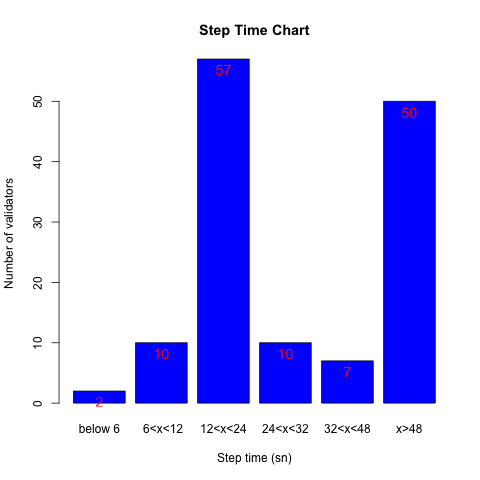 Step Time Chart
Number of validators
50
40
30
20
10
0
2
10
57
10
7
50
below 6
6<x<12
12<x<24
24<x<32
32<x<48
x>48
Step time (sn)